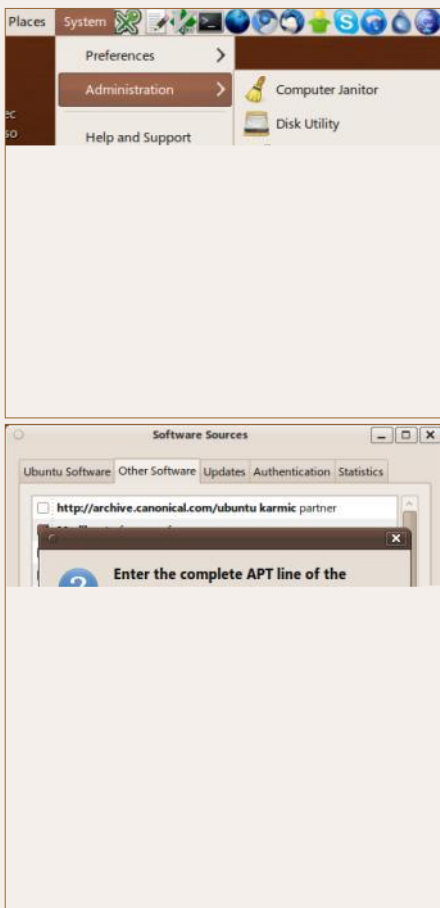 Places System
Preferences
Administration
Computer Janitor
Disk Utility
Help and Support
Software Sources
Ubuntu Software Other Software Updates Authentication Statistics
http://archive.canonical.com/ubuntu karmic partner
Enter the complete APT line of the